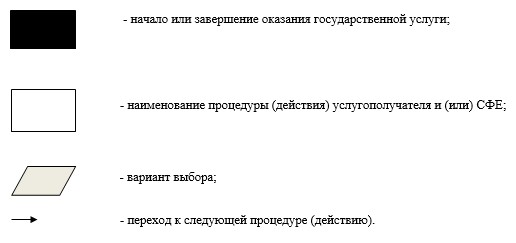 - начало или завершение оказания государственной услуги;
- наименование процедуры (действия) услугополучателя и (или) СФЕ;
- вариант выбора;
- переход к следующей процедуре (действию).